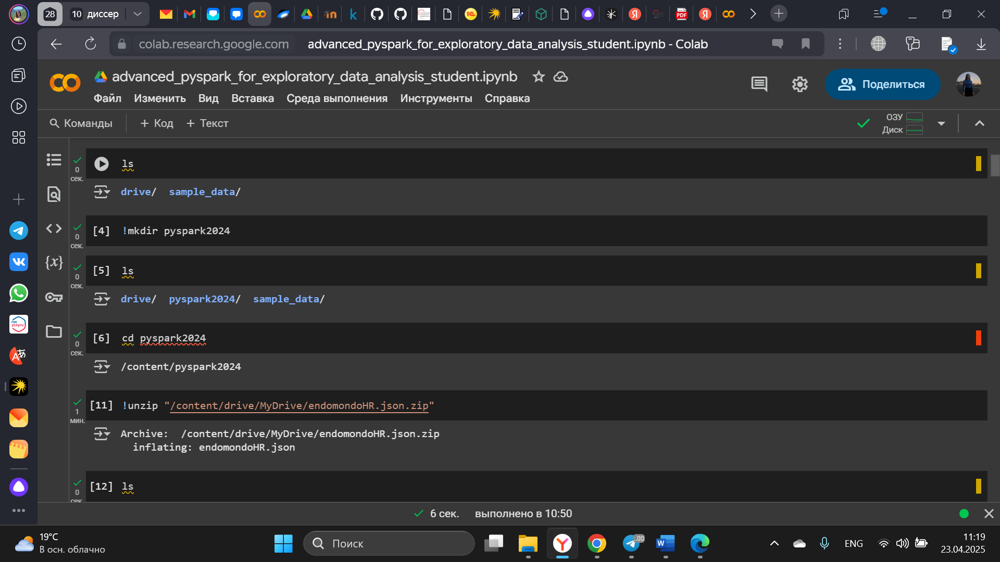 28
10 диссер
colab.research.google.com
advanced_pyspark_for_exploratory_data_analysis_student.ipynb - Colab
advanced_pyspark_for_exploratory_data_analysis_student.ipynb
Поделиться
Файл Изменить Вид Вставка Среда выполнения Инструменты Справка
Команды + Код + Текст
ОЗУ
Диск
0 сек.
ls
drive/ sample_data/
0 сек.
[4] !mkdir pyspark2024
0 сек.
[5] ls
drive/ pyspark2024/ sample_data/
0 сек.
[6] cd pyspark2024
/content/pyspark2024
1 мин.
[11] !unzip "/content/drive/MyDrive/endomondoHR.json.zip"
Archive: /content/drive/MyDrive/endomondoHR.json.zip
inflating: endomondoHR.json
0 сек.
[12] ls
6 сек. выполнено в 10:50
19°C
В осн. облачно
Поиск
ENG
11:19
23.04.2025